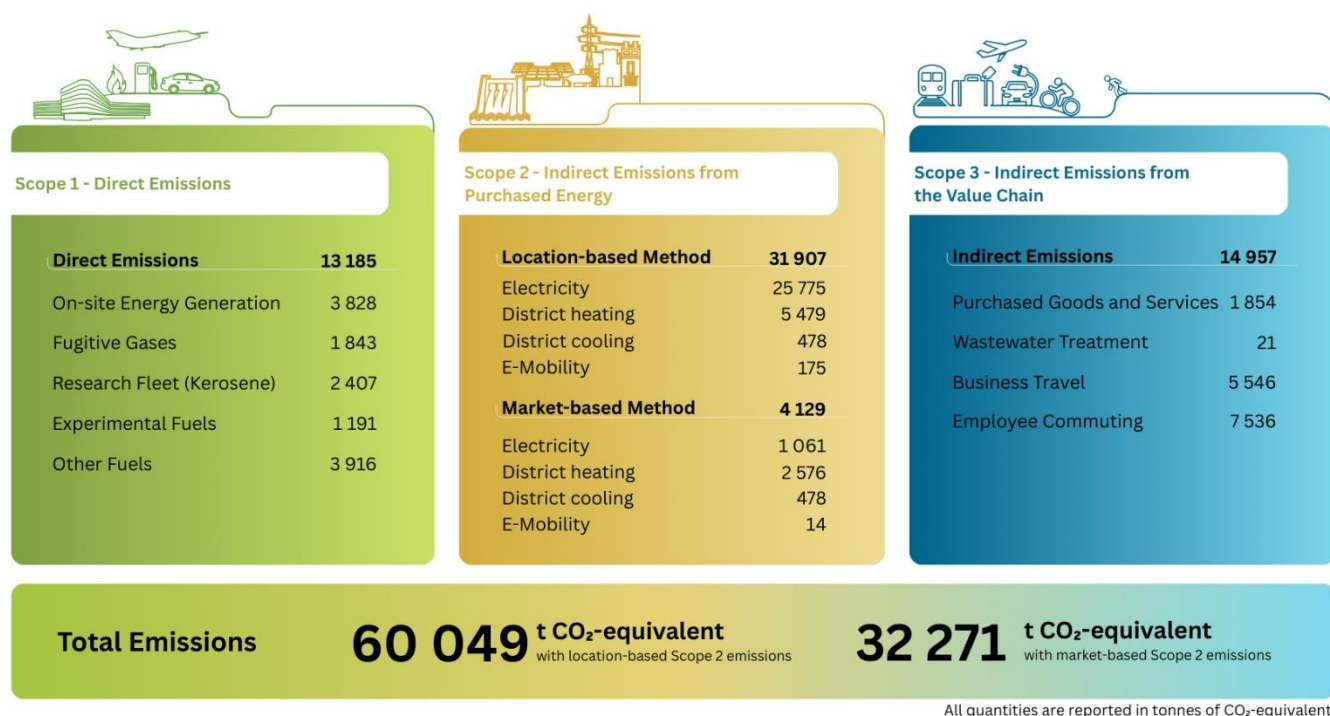 Scope 1 - Direct Emissions
Direct Emissions 13 185
On-site Energy Generation 3 828
Fugitive Gases 1 843
Research Fleet (Kerosene) 2 407
Experimental Fuels 1 191
Other Fuels 3 916
Scope 2 - Indirect Emissions from
Purchased Energy
Location-based Method 31 907
Electricity 25 775
District heating 5 479
District cooling 478
E-Mobility 175
Market-based Method 4 129
Electricity 1 061
District heating 2 576
District cooling 478
E-Mobility 14
Scope 3 - Indirect Emissions from
the Value Chain
Indirect Emissions 14 957
Purchased Goods and Services 1 854
Wastewater Treatment 21
Business Travel 5 546
Employee Commuting 7 536
Total Emissions
60 049 t CO₂-equivalent
with location-based Scope 2 emissions
32 271 t CO₂-equivalent
with market-based Scope 2 emissions
All quantities are reported in tonnes of CO₂-equivalent